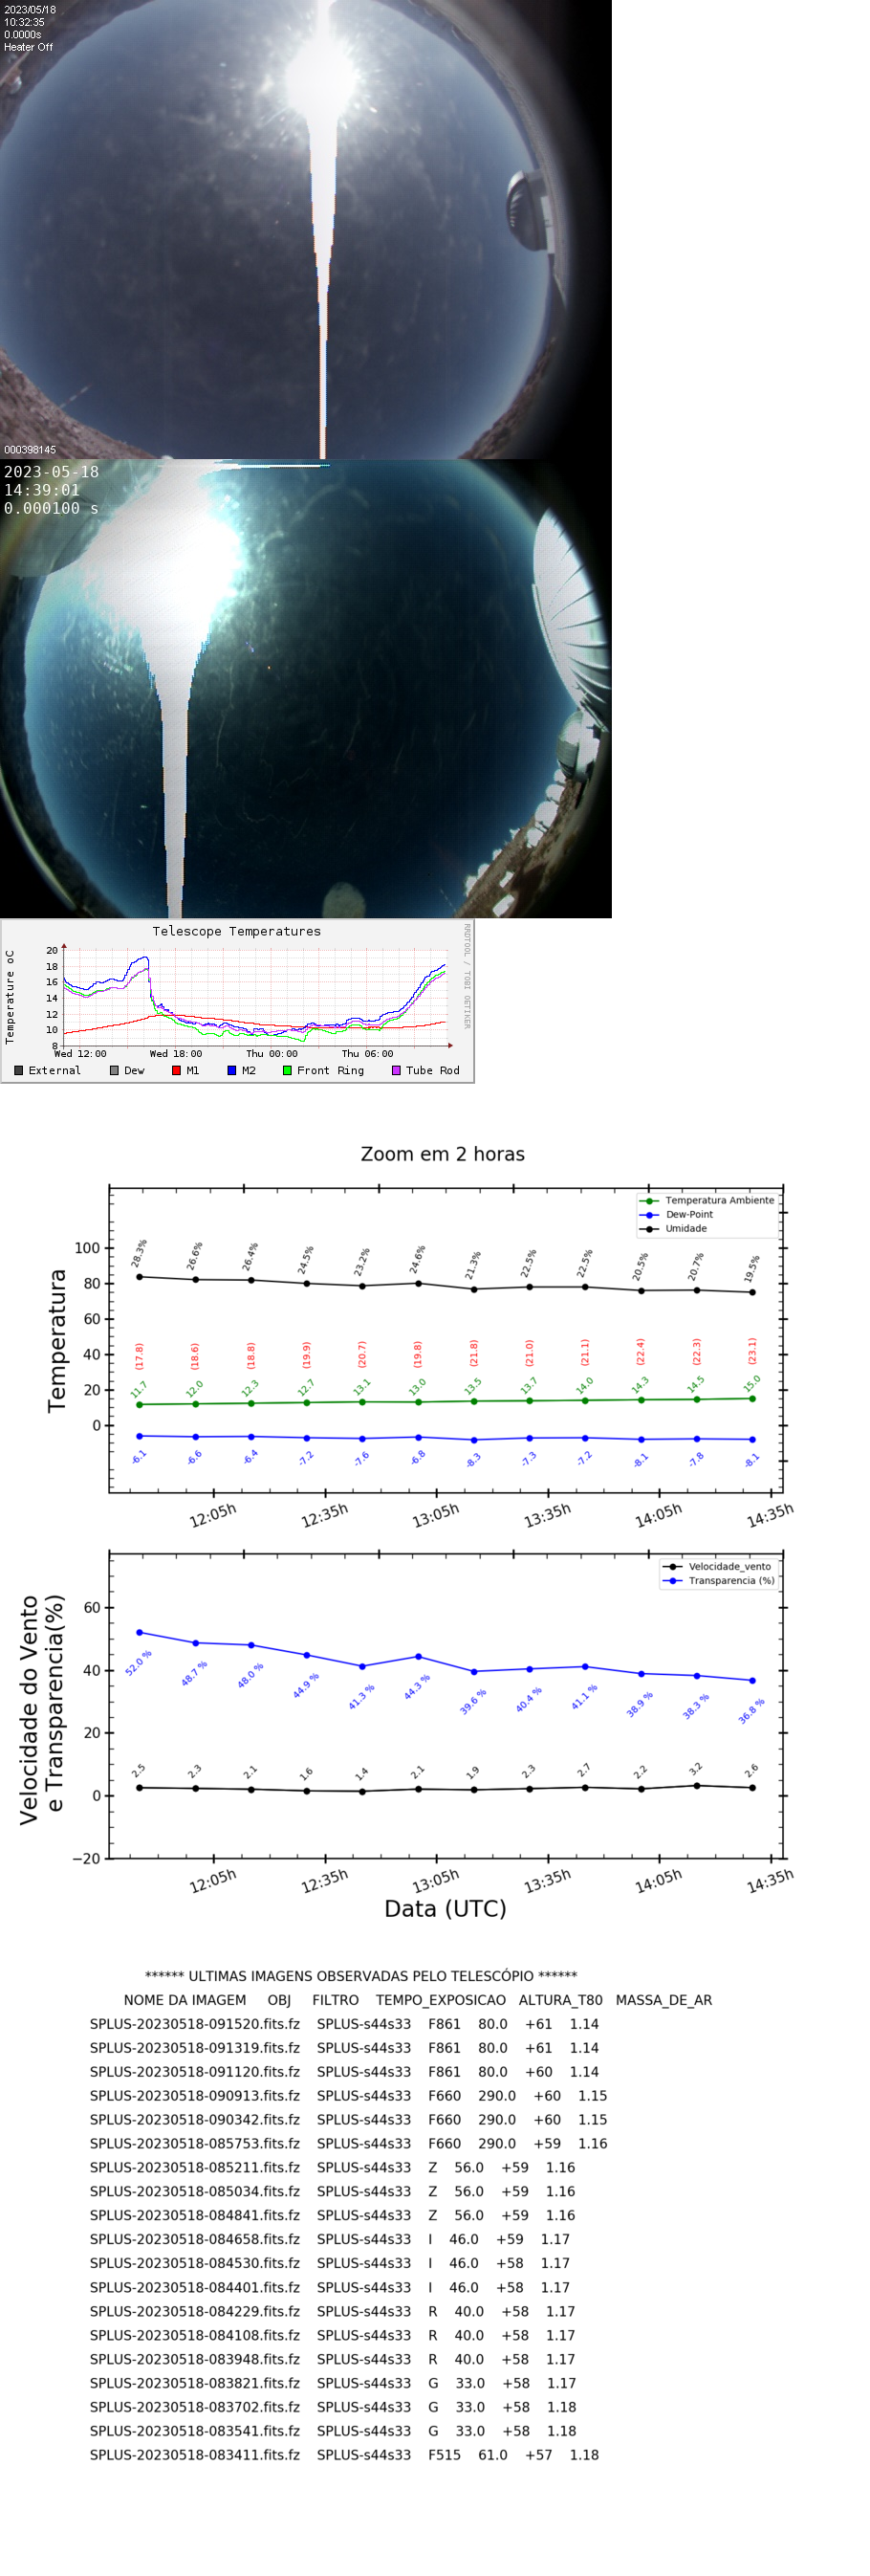 2023/05/18
10:32:35
0.0000s
Heater Off
000398145
2023-05-18
14:39:01
0.000100 s
Telescope Temperatures
RRDTOOL / TOBI OETIKER
Temperature oC
20
18
16
14
12
10
8
Wed 12:00 Wed 18:00 Thu 00:00 Thu 06:00
External Dew M1 M2 Front Ring Tube Rod
Zoom em 2 horas
Temperatura Ambiente
Dew-Point
Umidade
Temperatura
100
80
60
40
20
0
28.3% 26.6% 26.4% 24.5% 23.2% 24.6% 21.3% 22.5% 22.5% 20.5% 20.7% 19.5%
(17.8) (18.6) (18.8) (19.9) (20.7) (19.8) (21.8) (21.0) (21.1) (22.4) (22.3) (23.1)
11.7 12.0 12.3 12.7 13.1 13.0 13.5 13.7 14.0 14.3 14.5 15.0
-6.1 -6.6 -6.4 -7.2 -7.6 -6.8 -8.3 -7.3 -7.2 -8.1 -7.8 -8.1
12:05h 12:35h 13:05h 13:35h 14:05h 14:35h
Velocidade_vento
Transparencia (%)
Velocidade do Vento
e Transparencia(%)
60
40
20
0
−20
52.0 % 48.7 % 48.0 % 44.9 % 41.3 % 44.3 % 39.6 % 40.4 % 41.1 % 38.9 % 38.3 % 36.8 %
2.5 2.3 2.1 1.6 1.4 2.1 1.9 2.3 2.7 2.2 3.2 2.6
12:05h 12:35h 13:05h 13:35h 14:05h 14:35h
Data (UTC)
****** ULTIMAS IMAGENS OBSERVADAS PELO TELESCÓPIO ******
NOME DA IMAGEM OBJ FILTRO TEMPO_EXPOSICAO ALTURA_T80 MASSA_DE_AR
SPLUS-20230518-091520.fits.fz SPLUS-s44s33 F861 80.0 +61 1.14
SPLUS-20230518-091319.fits.fz SPLUS-s44s33 F861 80.0 +61 1.14
SPLUS-20230518-091120.fits.fz SPLUS-s44s33 F861 80.0 +60 1.14
SPLUS-20230518-090913.fits.fz SPLUS-s44s33 F660 290.0 +60 1.15
SPLUS-20230518-090342.fits.fz SPLUS-s44s33 F660 290.0 +60 1.15
SPLUS-20230518-085753.fits.fz SPLUS-s44s33 F660 290.0 +59 1.16
SPLUS-20230518-085211.fits.fz SPLUS-s44s33 Z 56.0 +59 1.16
SPLUS-20230518-085034.fits.fz SPLUS-s44s33 Z 56.0 +59 1.16
SPLUS-20230518-084841.fits.fz SPLUS-s44s33 Z 56.0 +59 1.16
SPLUS-20230518-084658.fits.fz SPLUS-s44s33 I 46.0 +59 1.17
SPLUS-20230518-084530.fits.fz SPLUS-s44s33 I 46.0 +58 1.17
SPLUS-20230518-084401.fits.fz SPLUS-s44s33 I 46.0 +58 1.17
SPLUS-20230518-084229.fits.fz SPLUS-s44s33 R 40.0 +58 1.17
SPLUS-20230518-084108.fits.fz SPLUS-s44s33 R 40.0 +58 1.17
SPLUS-20230518-083948.fits.fz SPLUS-s44s33 R 40.0 +58 1.17
SPLUS-20230518-083821.fits.fz SPLUS-s44s33 G 33.0 +58 1.17
SPLUS-20230518-083702.fits.fz SPLUS-s44s33 G 33.0 +58 1.18
SPLUS-20230518-083541.fits.fz SPLUS-s44s33 G 33.0 +58 1.18
SPLUS-20230518-083411.fits.fz SPLUS-s44s33 F515 61.0 +57 1.18